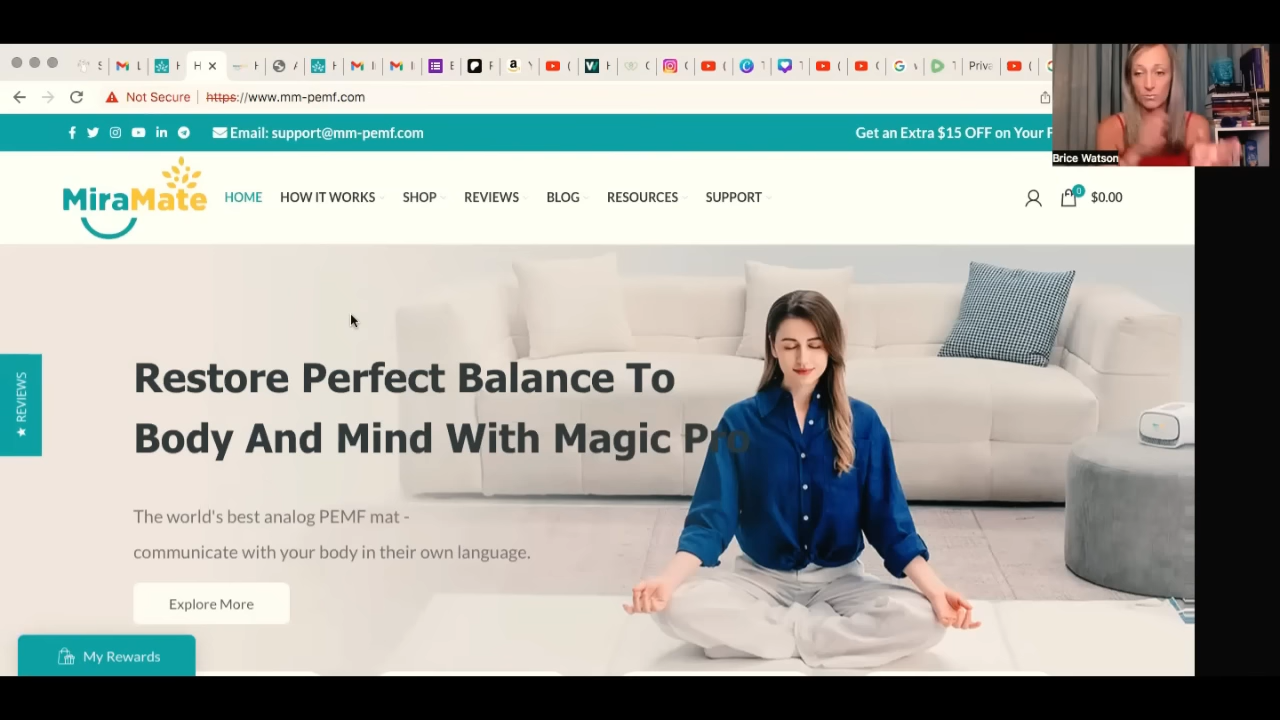 Not Secure https://www.mm-pemf.com
Email: support@mm-pemf.com
Get an Extra $15 OFF on Your F
Brice Watson
MiraMate
HOME HOW IT WORKS SHOP REVIEWS BLOG RESOURCES SUPPORT
0 $0.00
★ REVIEWS
Restore Perfect Balance To
Body And Mind With Magic Pro
The world's best analog PEMF mat -
communicate with your body in their own language.
Explore More
My Rewards